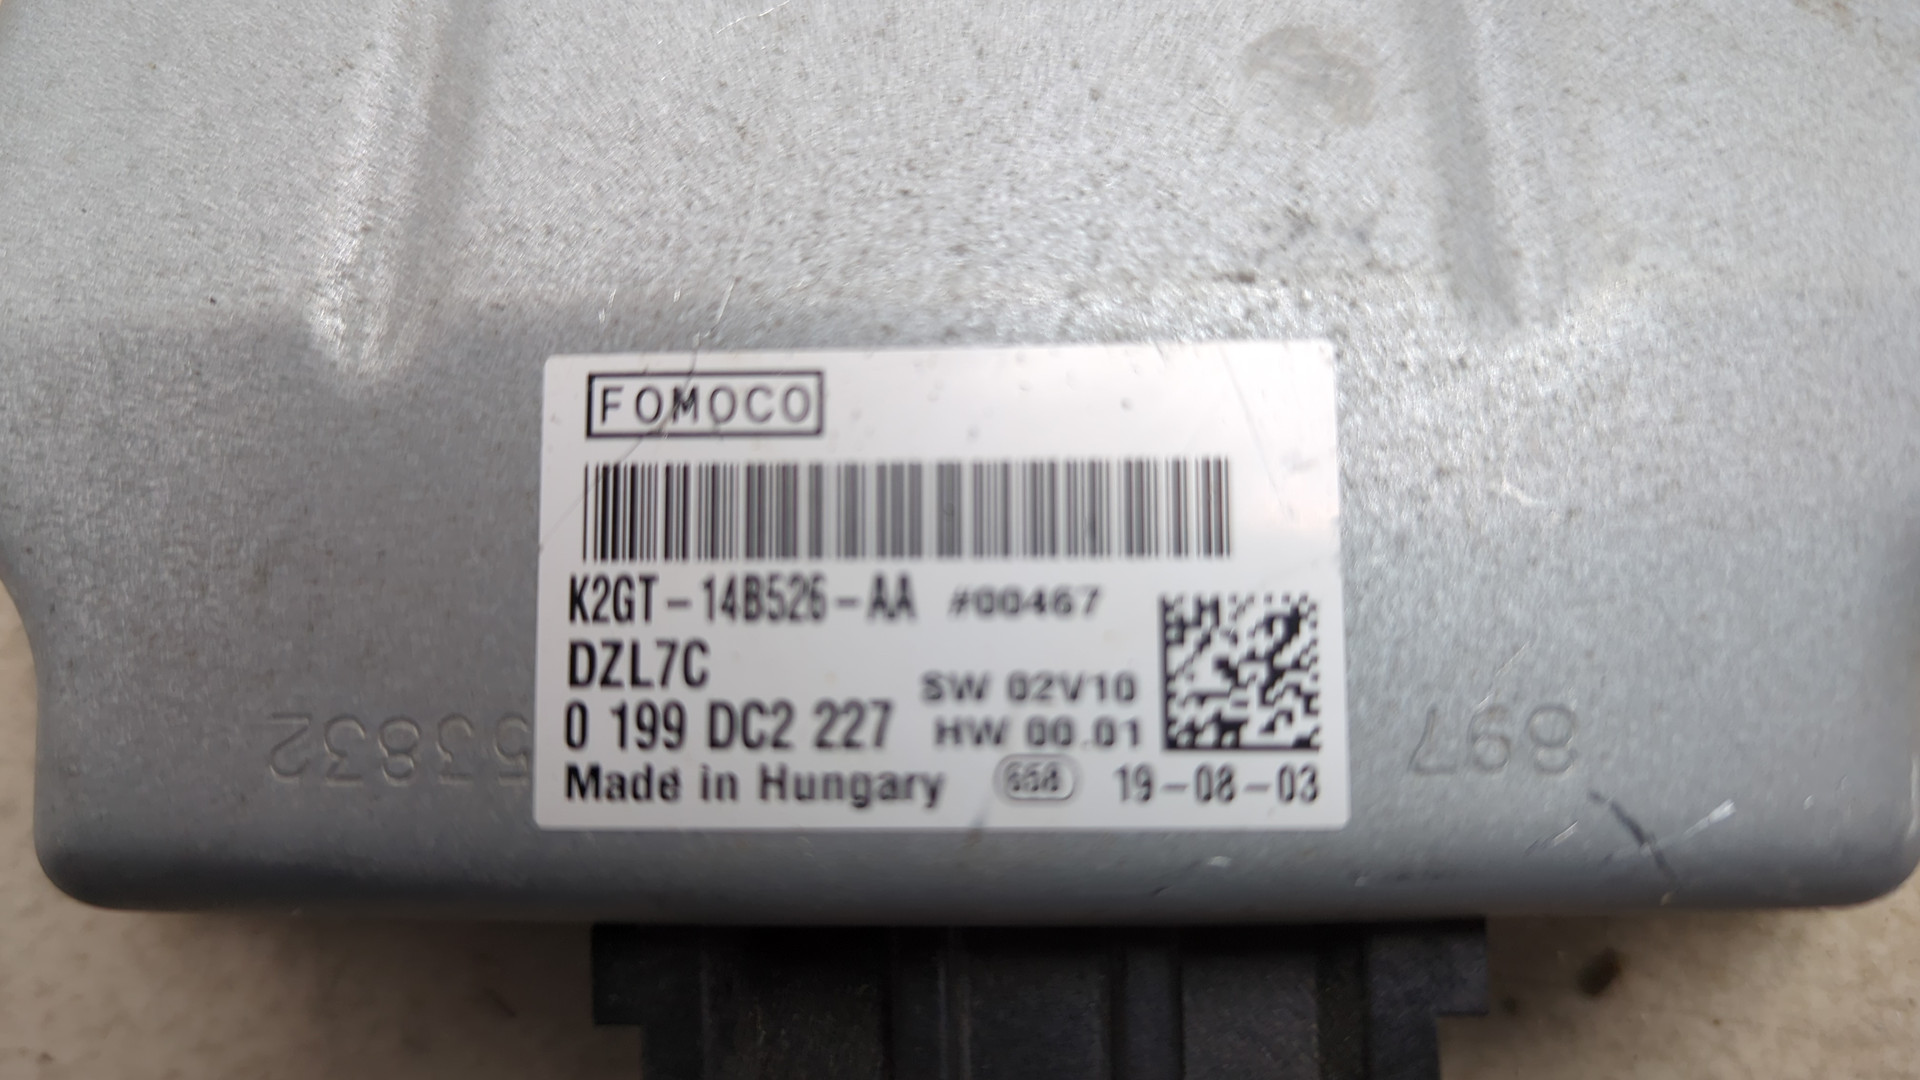 FOMOCO
K2GT-14B526-AA #00467
DZL7C
SW 02V10
0 199 DC2 227
HW 00.01
Made in Hungary 658 19-08-03
53832
897